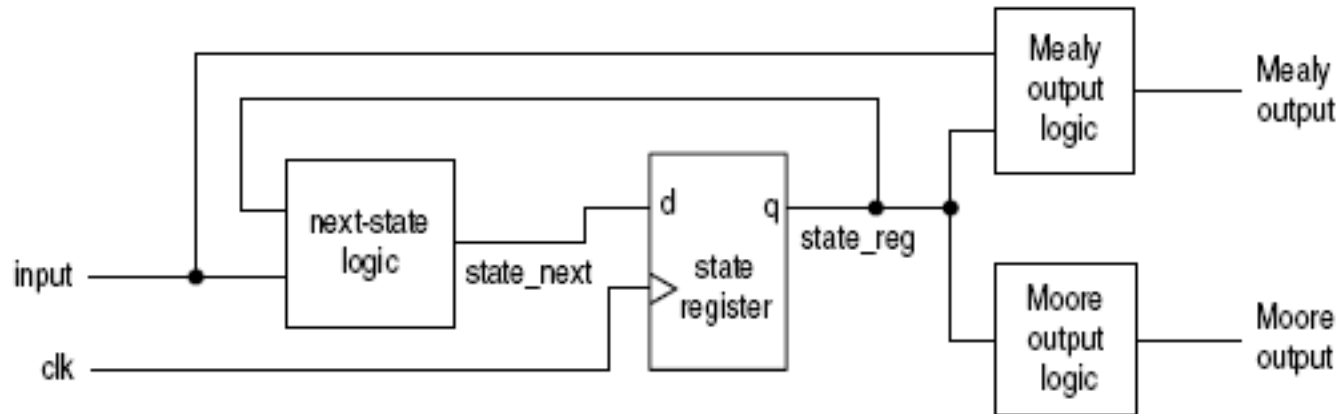 Mealy
output
logic
Mealy
output
next-state
logic
d
q
state_reg
state_next
state
register
input
clk
Moore
output
logic
Moore
output